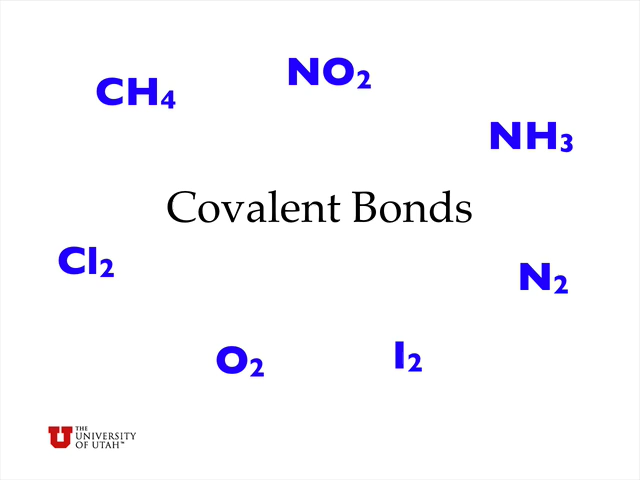 NO₂
CH₄
NH₃
Covalent Bonds
Cl₂
N₂
O₂
I₂
U THE
UNIVERSITY
OF UTAH™